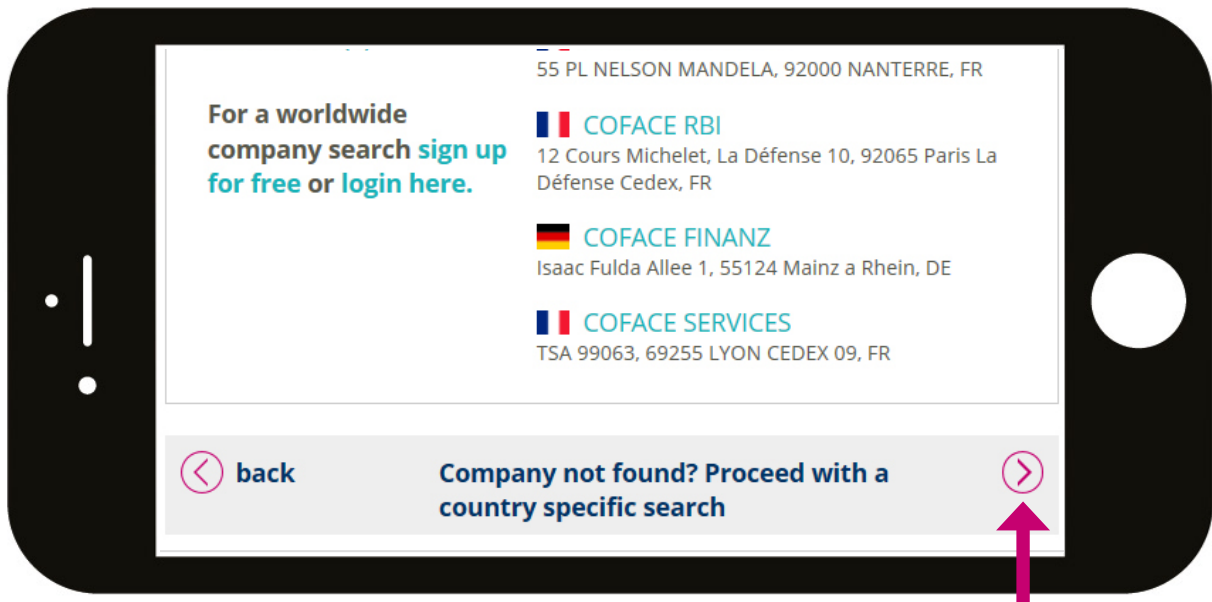 55 PL NELSON MANDELA, 92000 NANTERRE, FR
For a worldwide
company search sign up
for free or login here.
COFACE RBI
12 Cours Michelet, La Défense 10, 92065 Paris La
Défense Cedex, FR
COFACE FINANZ
Isaac Fulda Allee 1, 55124 Mainz a Rhein, DE
COFACE SERVICES
TSA 99063, 69255 LYON CEDEX 09, FR
back
Company not found? Proceed with a
country specific search